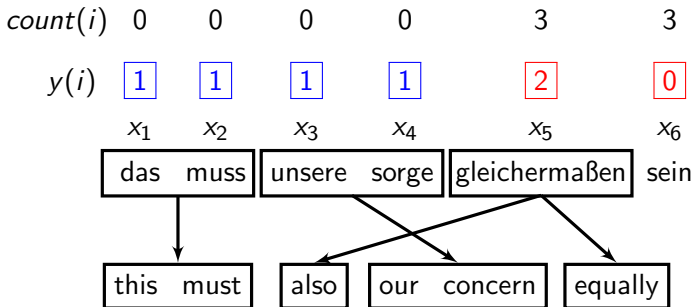 count(i) 0 0 0 0 3 3
y(i) 1 1 1 1 2 0
x₁ x₂ x₃ x₄ x₅ x₆
das muss unsere sorge gleichermaßen sein
this must also our concern equally